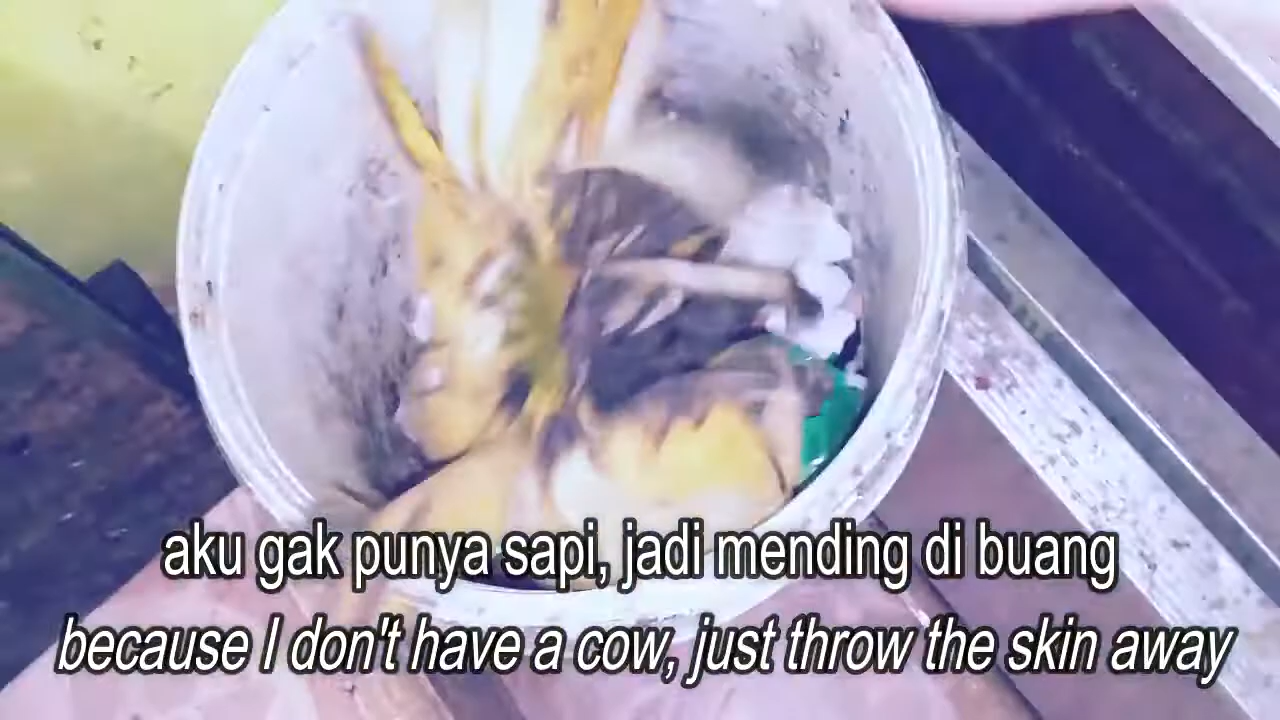 aku gak punya sapi, jadi mending di buang
because I don't have a cow, just throw the skin away